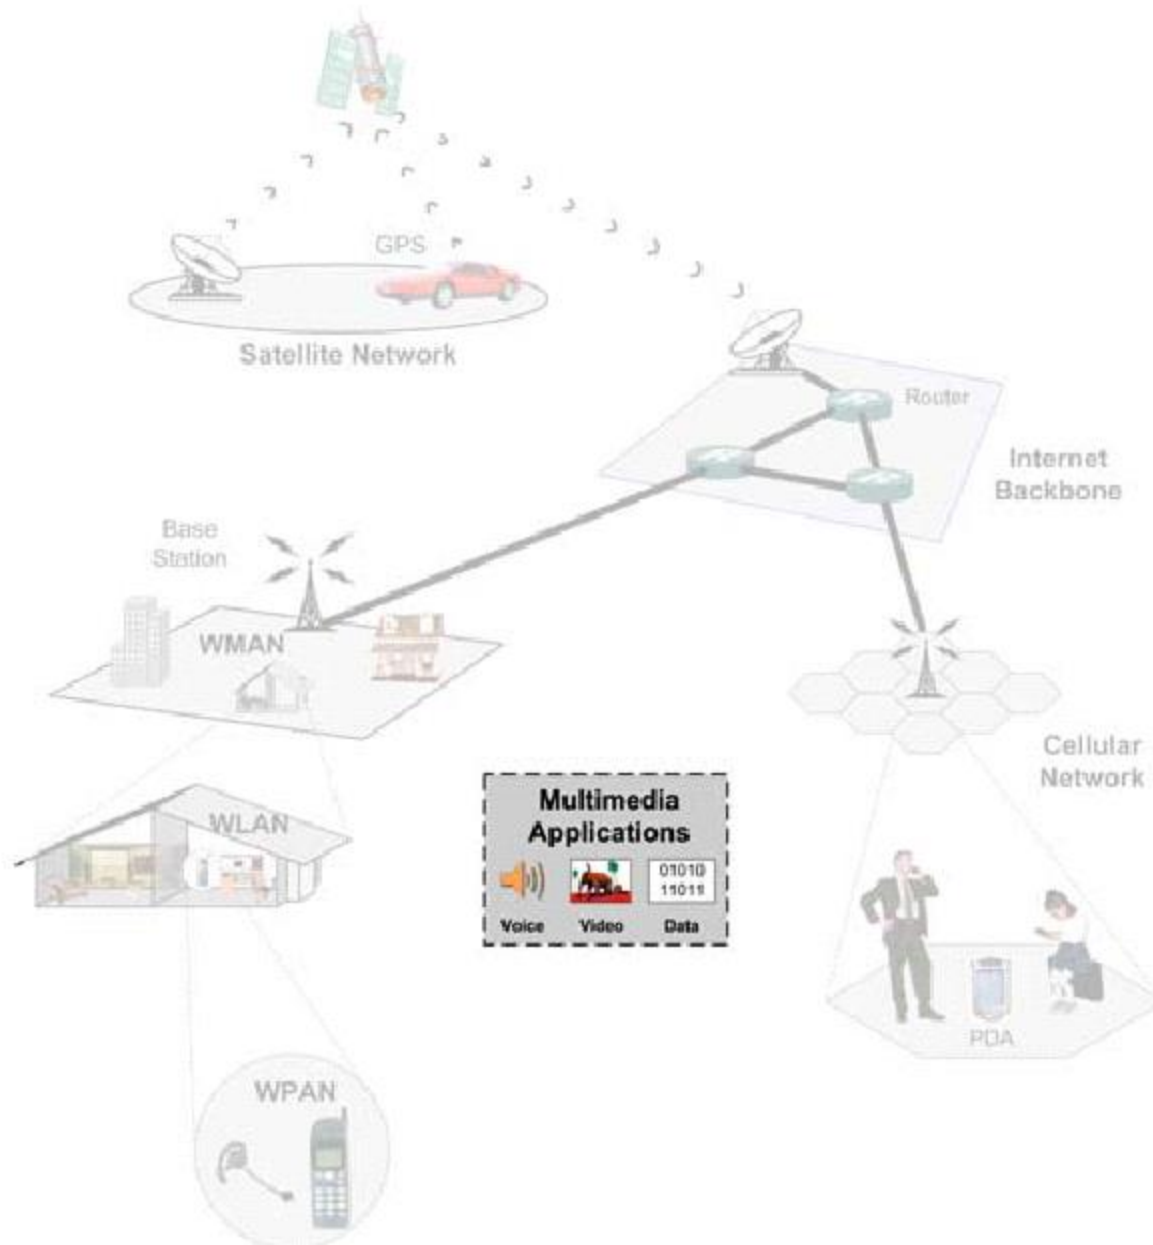 GPS
Satellite Network
Router
Internet
Backbone
Base
Station
WMAN
Cellular
Network
WLAN
Multimedia
Applications
01010
11011
Voice
Video
Data
PDA
WPAN